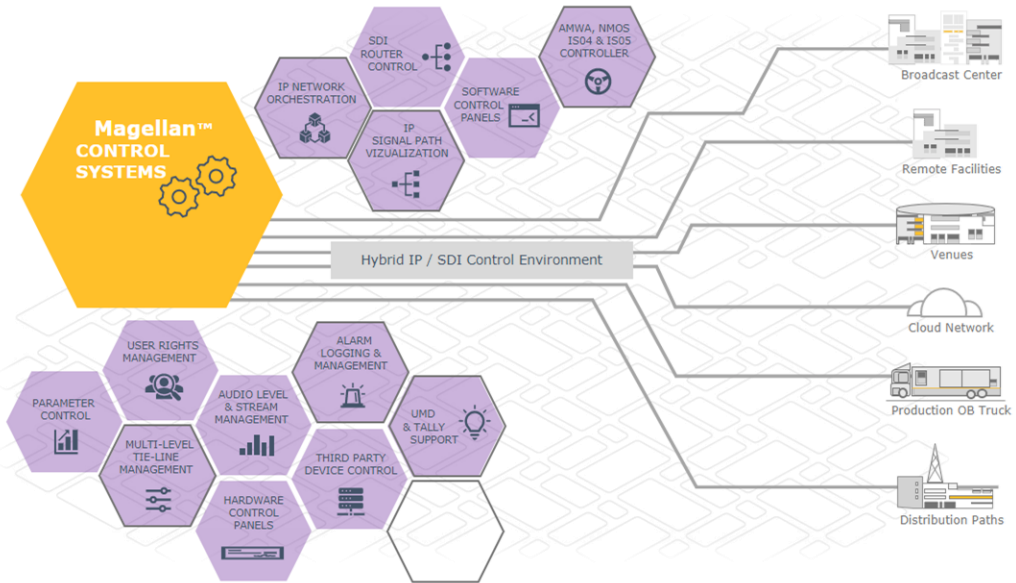 Magellan™
CONTROL
SYSTEMS
IP NETWORK
ORCHESTRATION
SDI
ROUTER
CONTROL
IP
SIGNAL PATH
VIZUALIZATION
SOFTWARE
CONTROL
PANELS
AMWA, NMOS
IS04 & IS05
CONTROLLER
Hybrid IP / SDI Control Environment
Broadcast Center
Remote Facilities
Venues
Cloud Network
Production OB Truck
Distribution Paths
PARAMETER
CONTROL
USER RIGHTS
MANAGEMENT
MULTI-LEVEL
TIE-LINE
MANAGEMENT
AUDIO LEVEL
& STREAM
MANAGEMENT
HARDWARE
CONTROL
PANELS
ALARM
LOGGING &
MANAGEMENT
THIRD PARTY
DEVICE CONTROL
UMD
& TALLY
SUPPORT